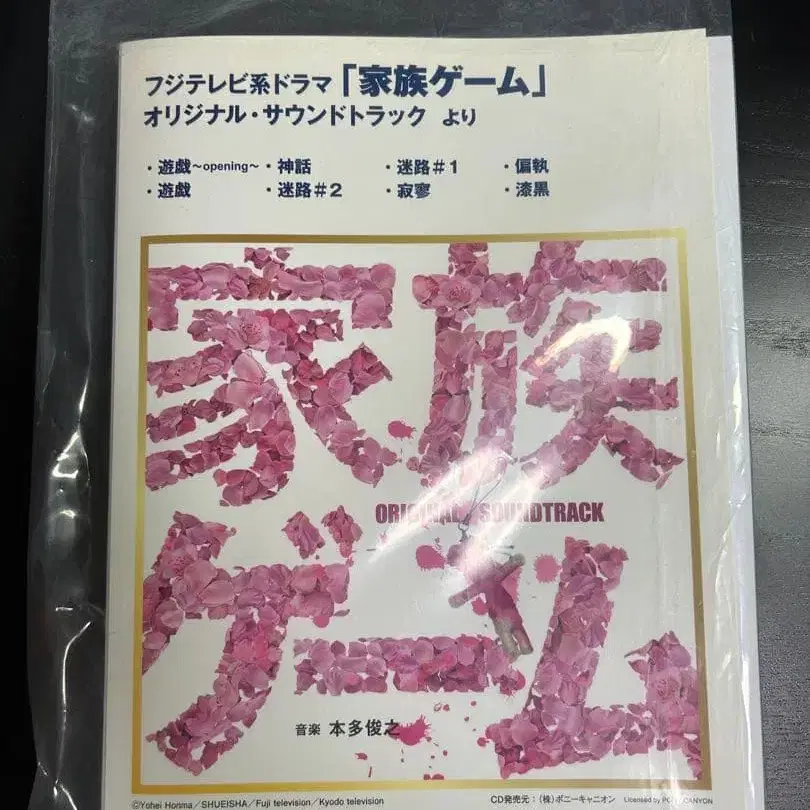 フジテレビ系ドラマ「家族ゲーム」
オリジナル・サウンドトラック より
・遊戯～opening～ ・神話 ・迷路#1 ・偏執
・遊戯 ・迷路#2 ・寂寥 ・漆黒
家族
ORIGINAL SOUNDTRACK
ゲーム
音楽 本多俊之
©Yohei Honma/SHUEISHA/Fuji television/Kyodo television CD発売元:(株)ポニーキャニオン Licensed by PONY CANYON